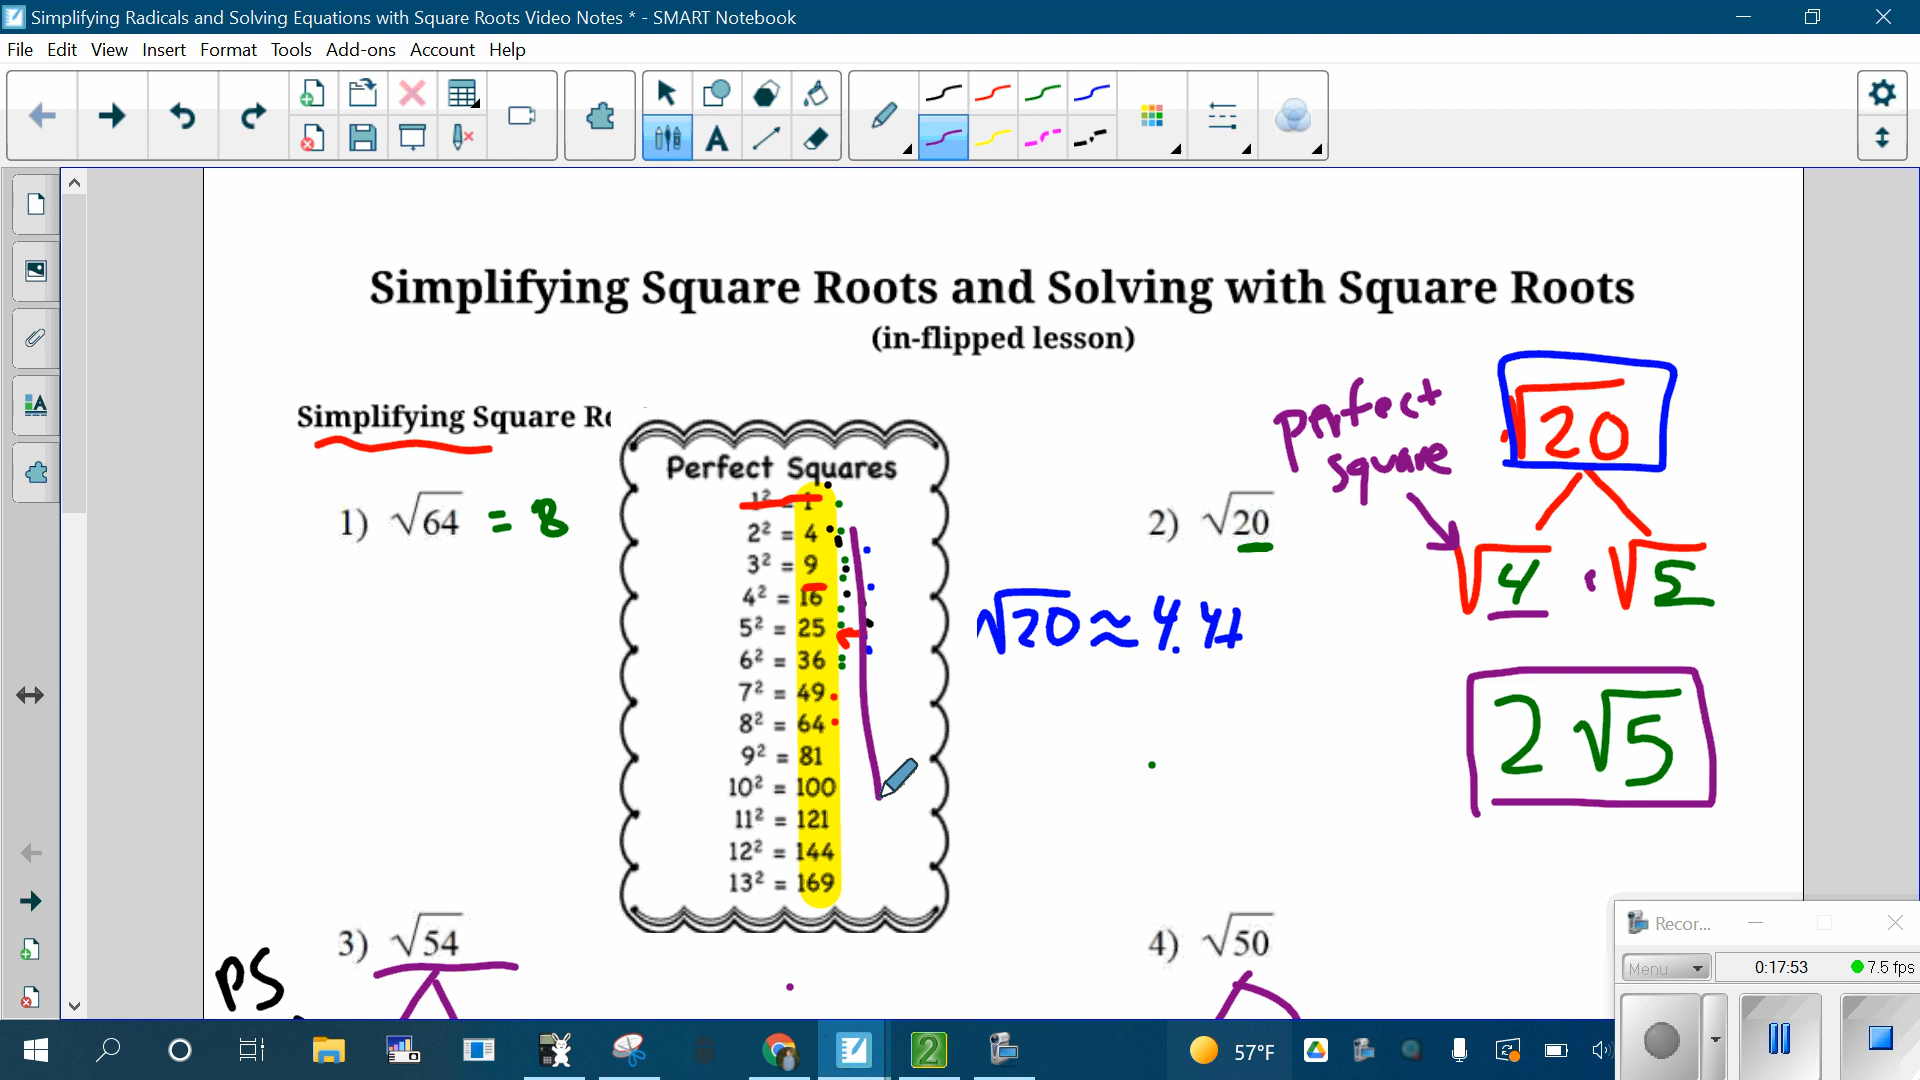 Simplifying Radicals and Solving Equations with Square Roots Video Notes * - SMART Notebook
File Edit View Insert Format Tools Add-ons Account Help
Simplifying Square Roots and Solving with Square Roots
(in-flipped lesson)
Simplifying Square Ro
1) √64 = 8
Perfect Squares
1² = 1
2² = 4
3² = 9
4² = 16
5² = 25
6² = 36
7² = 49
8² = 64
9² = 81
10² = 100
11² = 121
12² = 144
13² = 169
2) √20
perfect
square
√20
√4 · √5
√20 ≈ 4.47
2 √5
3) √54
PS
4) √50
Recor...
Menu
0:17:53
7.5 fps
57°F